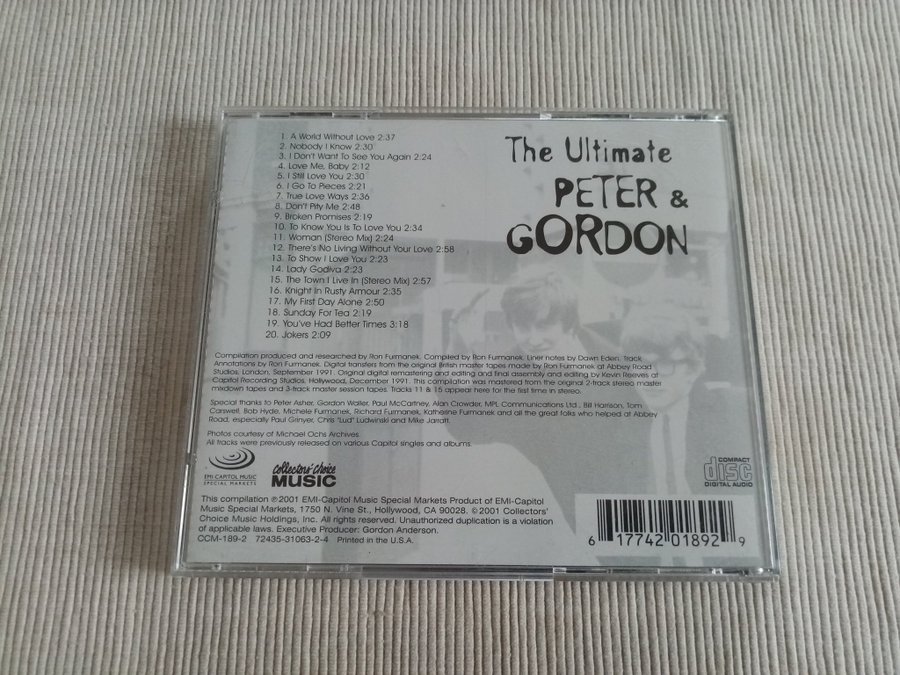 1. A World Without Love 2:37
2. Nobody I Know 2:30
3. I Don't Want To See You Again 2:24
4. Love Me, Baby 2:12
5. I Still Love You 2:30
6. I Go To Pieces 2:21
7. True Love Ways 2:36
8. Don't Pity Me 2:48
9. Broken Promises 2:19
10. To Know You Is To Love You 2:34
11. Woman (Stereo Mix) 2:24
12. There's No Living Without Your Love 2:58
13. To Show I Love You 2:23
14. Lady Godiva 2:23
15. The Town I Live In (Stereo Mix) 2:57
16. Knight In Rusty Armour 2:35
17. My First Day Alone 2:50
18. Sunday For Tea 2:19
19. You've Had Better Times 3:18
20. Jokers 2:09
The Ultimate
PETER &
GORDON
Compilation produced and researched by Ron Furmanek. Compiled by Ron Furmanek. Liner notes by Dawn Eden. Track
Annotations by Ron Furmanek. Digital transfers from the original British master tapes made by Ron Furmanek at Abbey Road
Studios, London, September 1991. Original digital remastering and editing and final assembly and editing by Kevin Reeves at
Capitol Recording Studios, Hollywood, December 1991. This compilation was mastered from the original 2-track stereo master
mixdown tapes and 3-track master session tapes. Tracks 11 & 15 appear here for the first time in stereo.
Special thanks to Peter Asher, Gordon Waller, Paul McCartney, Alan Crowder, MPL Communications Ltd., Bill Harrison, Tom
Carswell, Bob Hyde, Michele Furmanek, Richard Furmanek, Katherine Furmanek and all the great folks who helped at Abbey
Road, especially Paul Girinyer, Chris "Lud" Ludwinski and Mike Jarratt.
Photos courtesy of Michael Ochs Archives.
All tracks were previously released on various Capitol singles and albums.
EMI CAPITOL MUSIC
SPECIAL MARKETS
collectors' choice
MUSIC
COMPACT
disc
DIGITAL AUDIO
This compilation ℗2001 EMI-Capitol Music Special Markets Product of EMI-Capitol
Music Special Markets, 1750 N. Vine St., Hollywood, CA 90028. ©2001 Collectors'
Choice Music Holdings, Inc. All rights reserved. Unauthorized duplication is a violation
of applicable laws. Executive Producer: Gordon Anderson.
CCM-189-2 72435-31063-2-4 Printed in the U.S.A.
6 17742 01892 9